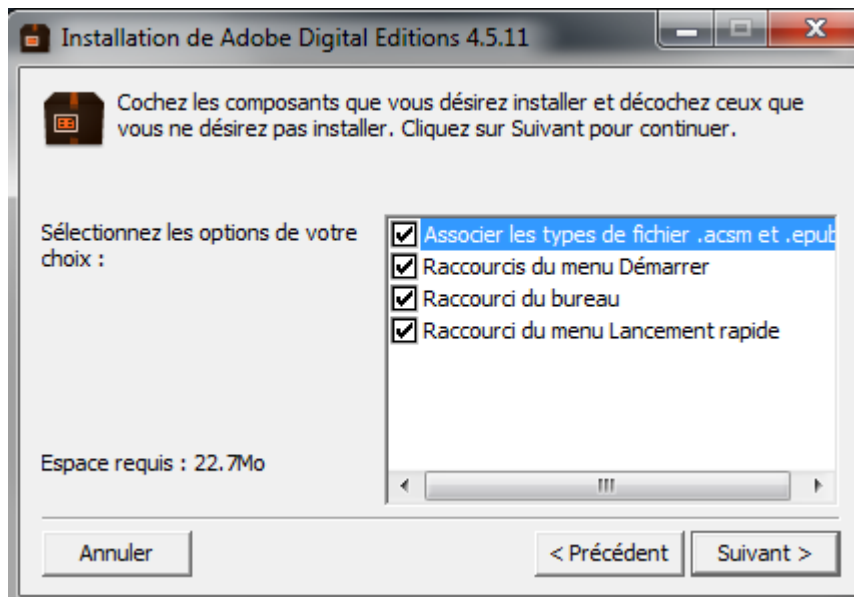 Installation de Adobe Digital Editions 4.5.11
Cochez les composants que vous désirez installer et décochez ceux que
vous ne désirez pas installer. Cliquez sur Suivant pour continuer.
Sélectionnez les options de votre
choix :
Associer les types de fichier .acsm et .epub
Raccourcis du menu Démarrer
Raccourci du bureau
Raccourci du menu Lancement rapide
Espace requis : 22.7Mo
Annuler
< Précédent
Suivant >